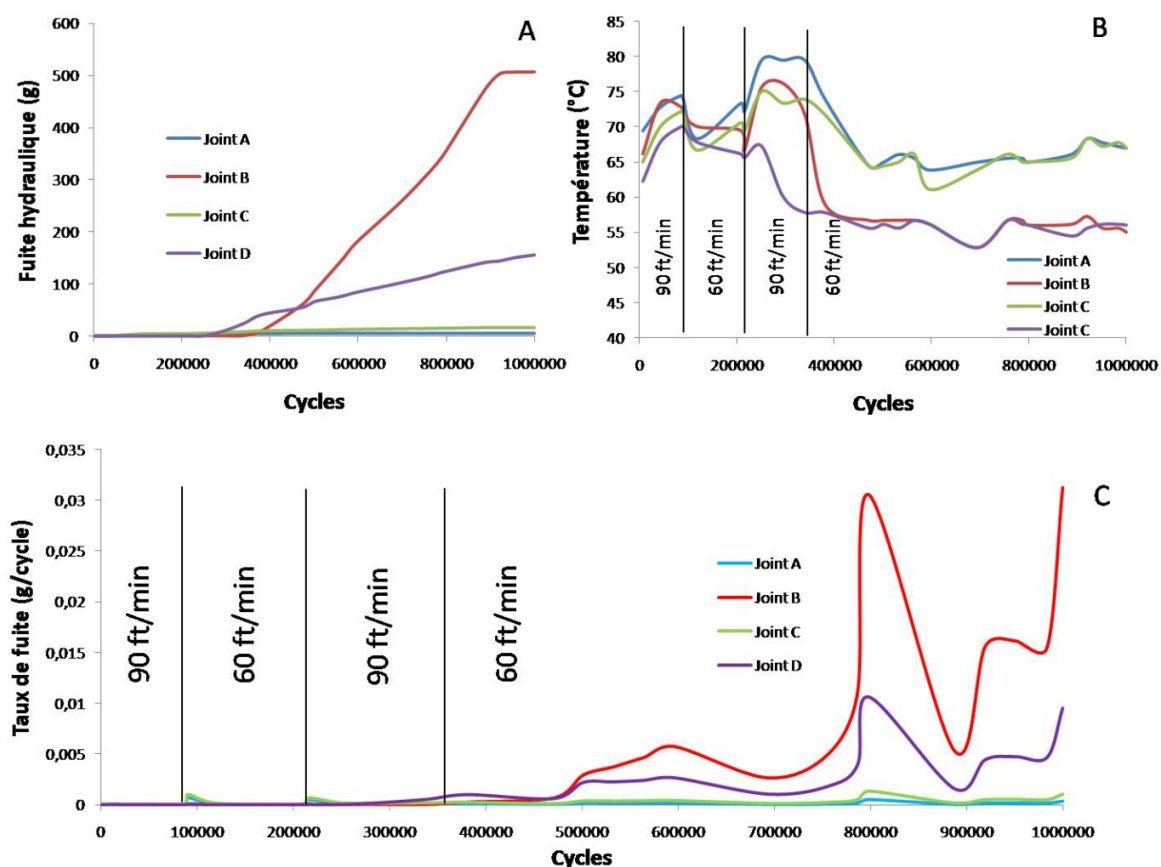 A
Fuite hydraulique (g)
600
500
400
300
200
100
0
Joint A
Joint B
Joint C
Joint D
0 200000 400000 600000 800000 1000000
Cycles
B
Température (°C)
85
80
75
70
65
60
55
50
45
40
90 ft/min
60 ft/min
90 ft/min
60 ft/min
Joint A
Joint B
Joint C
Joint C
0 200000 400000 600000 800000 1000000
Cycles
C
Taux de fuite (g/cycle)
0,035
0,03
0,025
0,02
0,015
0,01
0,005
0
90 ft/min
60 ft/min
90 ft/min
60 ft/min
Joint A
Joint B
Joint C
Joint D
0 100000 200000 300000 400000 500000 600000 700000 800000 9000000 1000000
Cycles